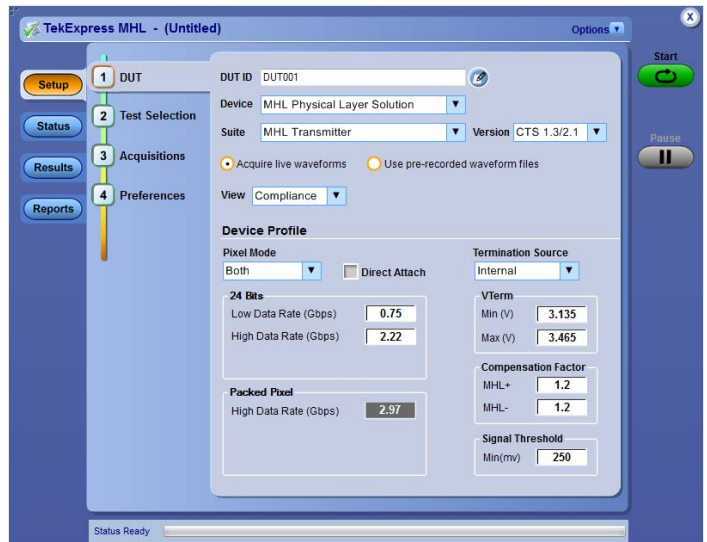 TekExpress MHL - (Untitled)
Options
x
Start
Pause
Setup
Status
Results
Reports
1 DUT
2 Test Selection
3 Acquisitions
4 Preferences
DUT ID DUT001
Device MHL Physical Layer Solution
Suite MHL Transmitter Version CTS 1.3/2.1
Acquire live waveforms Use pre-recorded waveform files
View Compliance
Device Profile
Pixel Mode
Both Direct Attach
24 Bits
Low Data Rate (Gbps) 0.75
High Data Rate (Gbps) 2.22
Packed Pixel
High Data Rate (Gbps) 2.97
Termination Source
Internal
VTerm
Min (V) 3.135
Max (V) 3.465
Compensation Factor
MHL+ 1.2
MHL- 1.2
Signal Threshold
Min(mv) 250
Status Ready